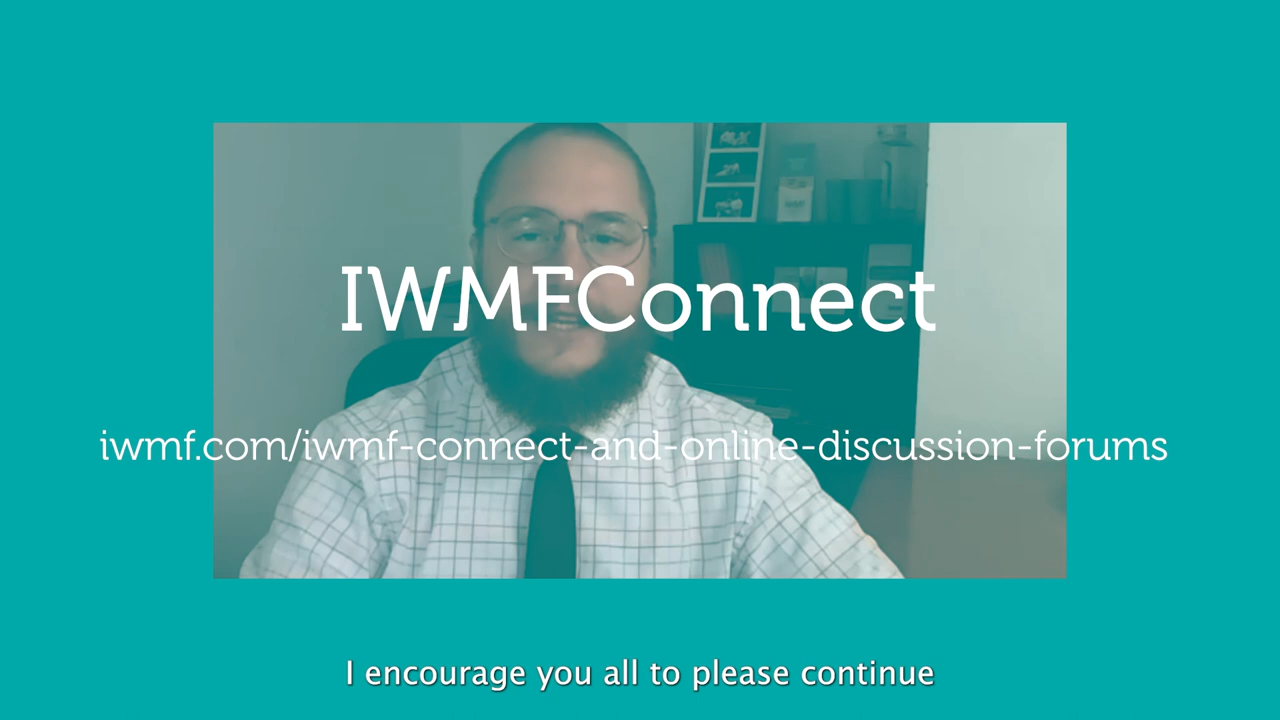 IWMFConnect
iwmf.com/iwmf-connect-and-online-discussion-forums
I encourage you all to please continue